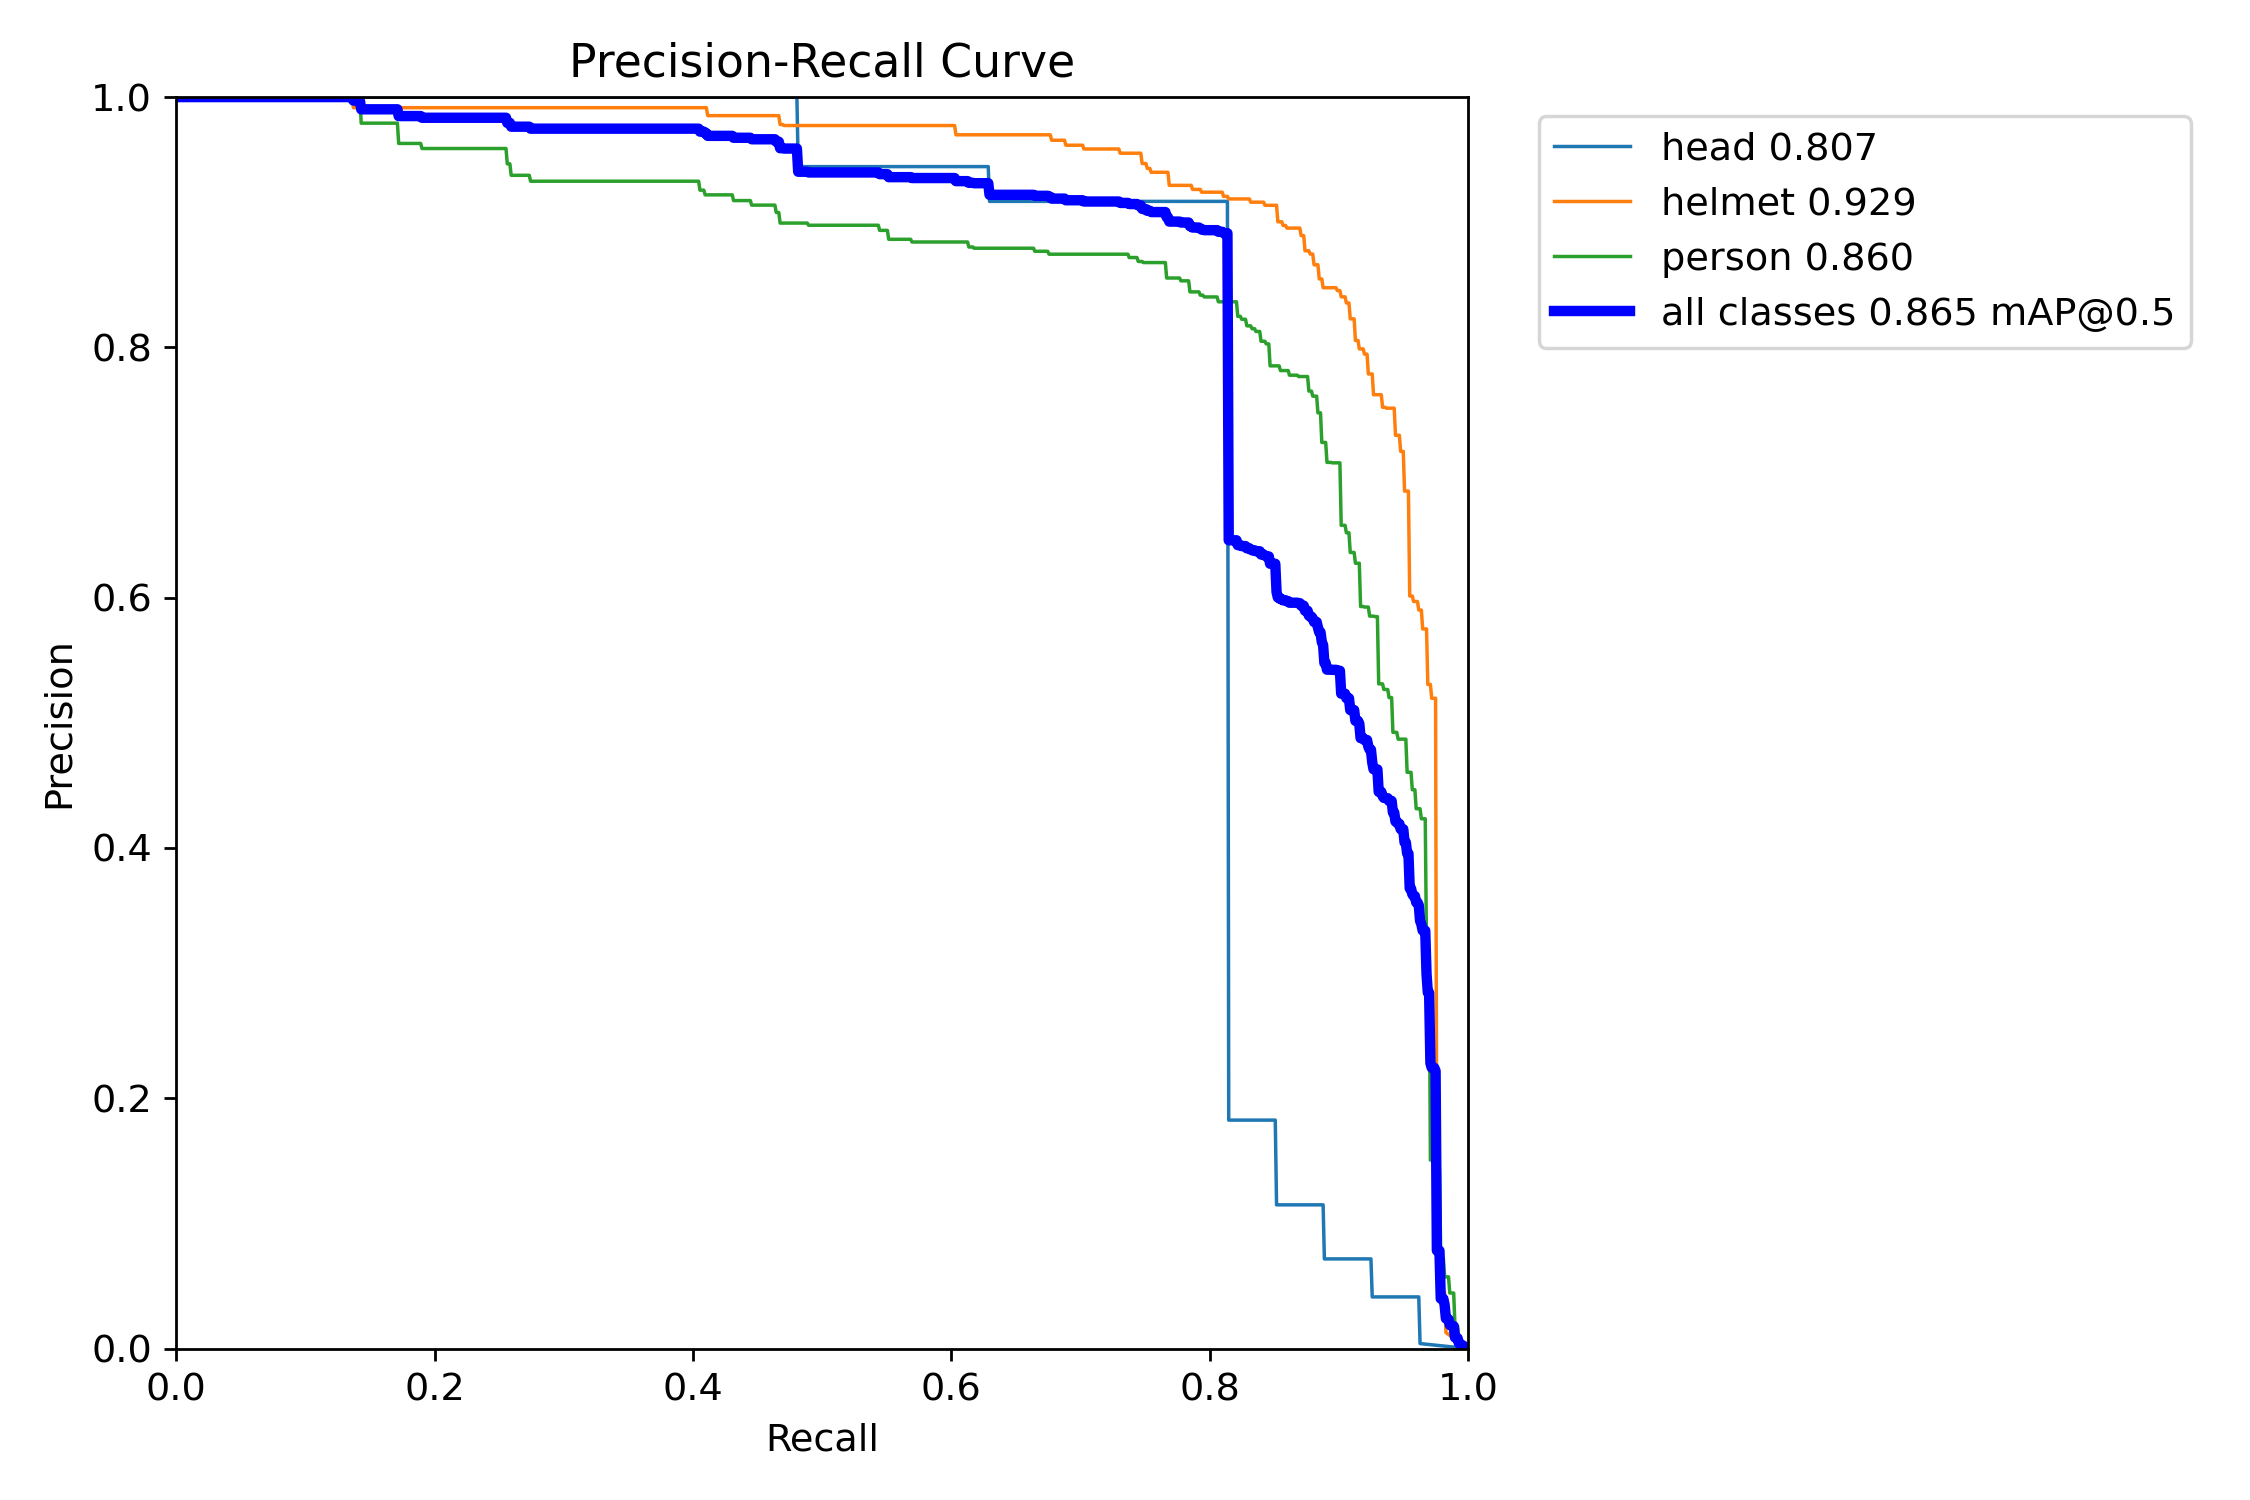 Precision-Recall Curve
1.0
0.8
0.6
0.4
0.2
0.0
Precision
0.0 0.2 0.4 0.6 0.8 1.0
Recall
head 0.807
helmet 0.929
person 0.860
all classes 0.865 mAP@0.5